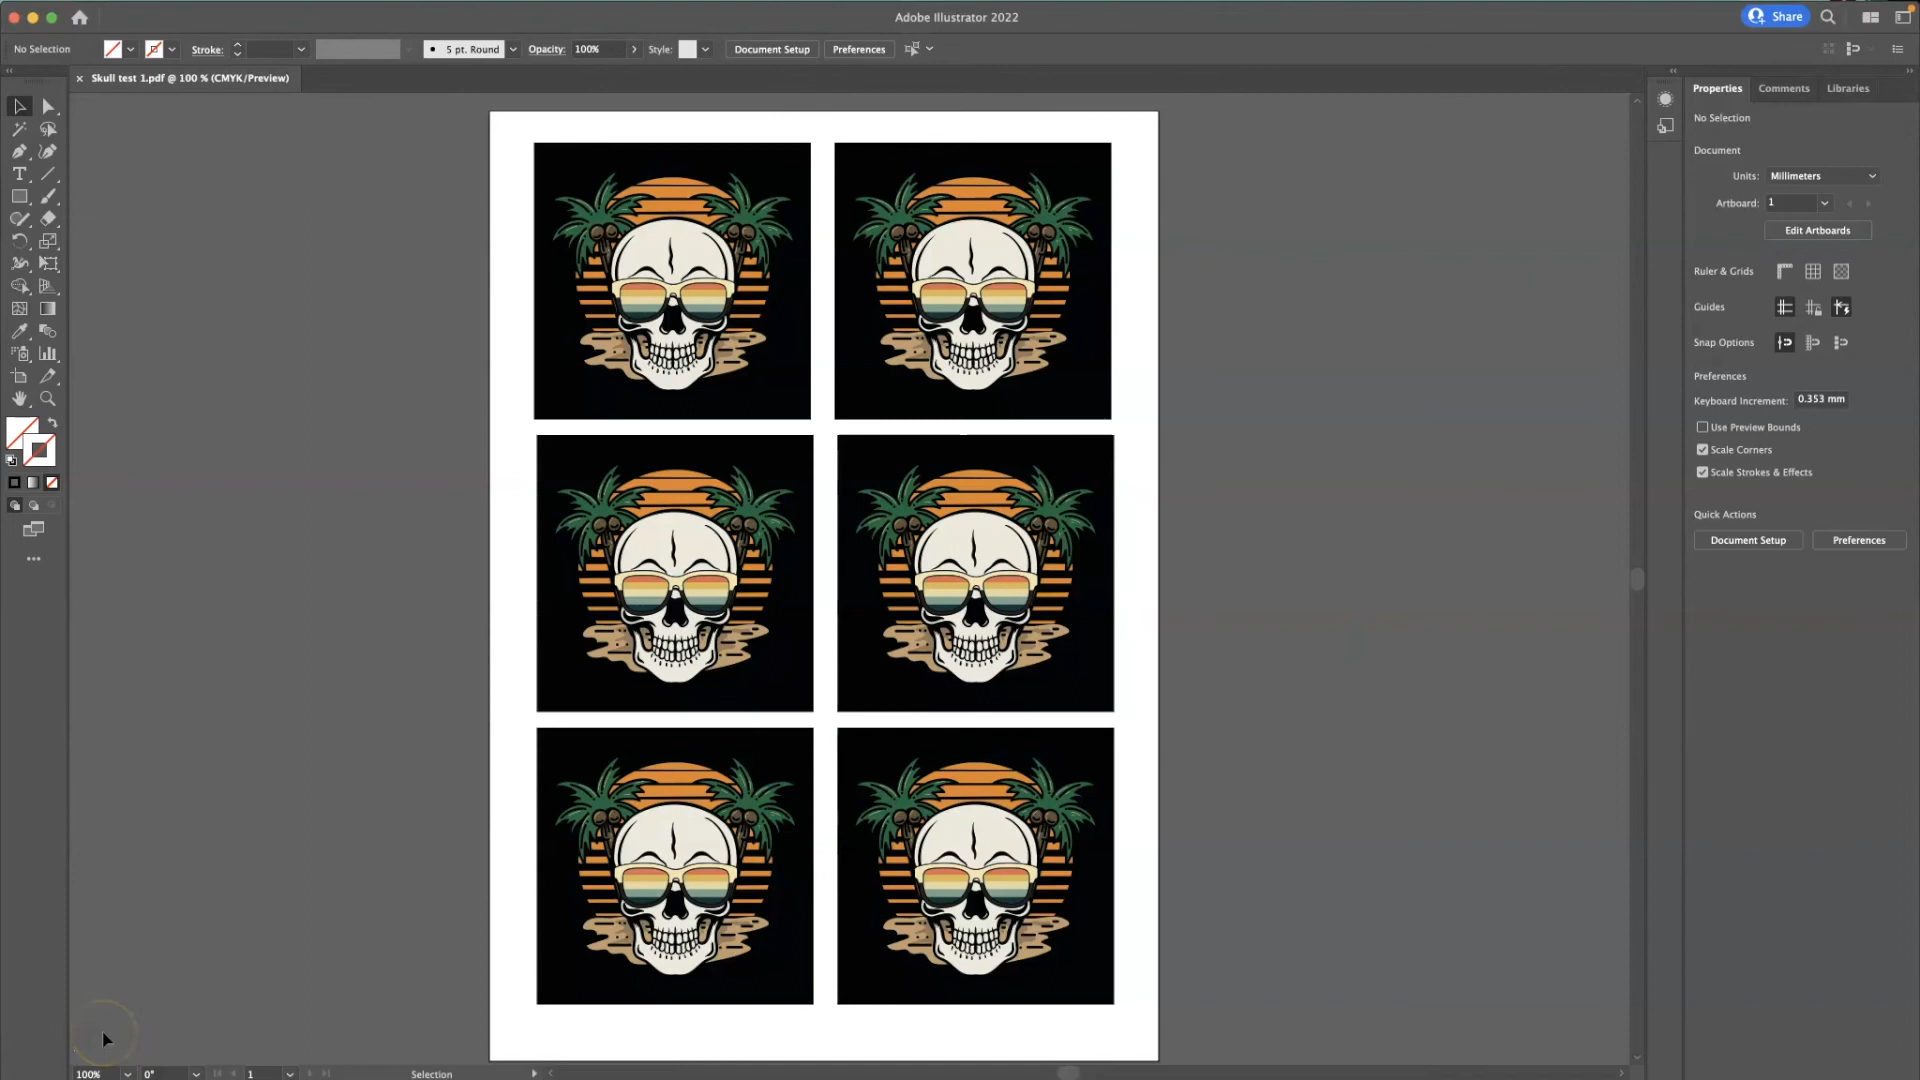 Adobe Illustrator 2022
Share
No Selection
Stroke:
5 pt. Round
Opacity: 100%
Style:
Document Setup
Preferences
Skull test 1.pdf @ 100 % (CMYK/Preview)
Properties
Comments
Libraries
No Selection
Document
Units: Millimeters
Artboard: 1
Edit Artboards
Ruler & Grids
Guides
Snap Options
Preferences
Keyboard Increment: 0.353 mm
Use Preview Bounds
Scale Corners
Scale Strokes & Effects
Quick Actions
Document Setup
Preferences
100%
0°
1
Selection